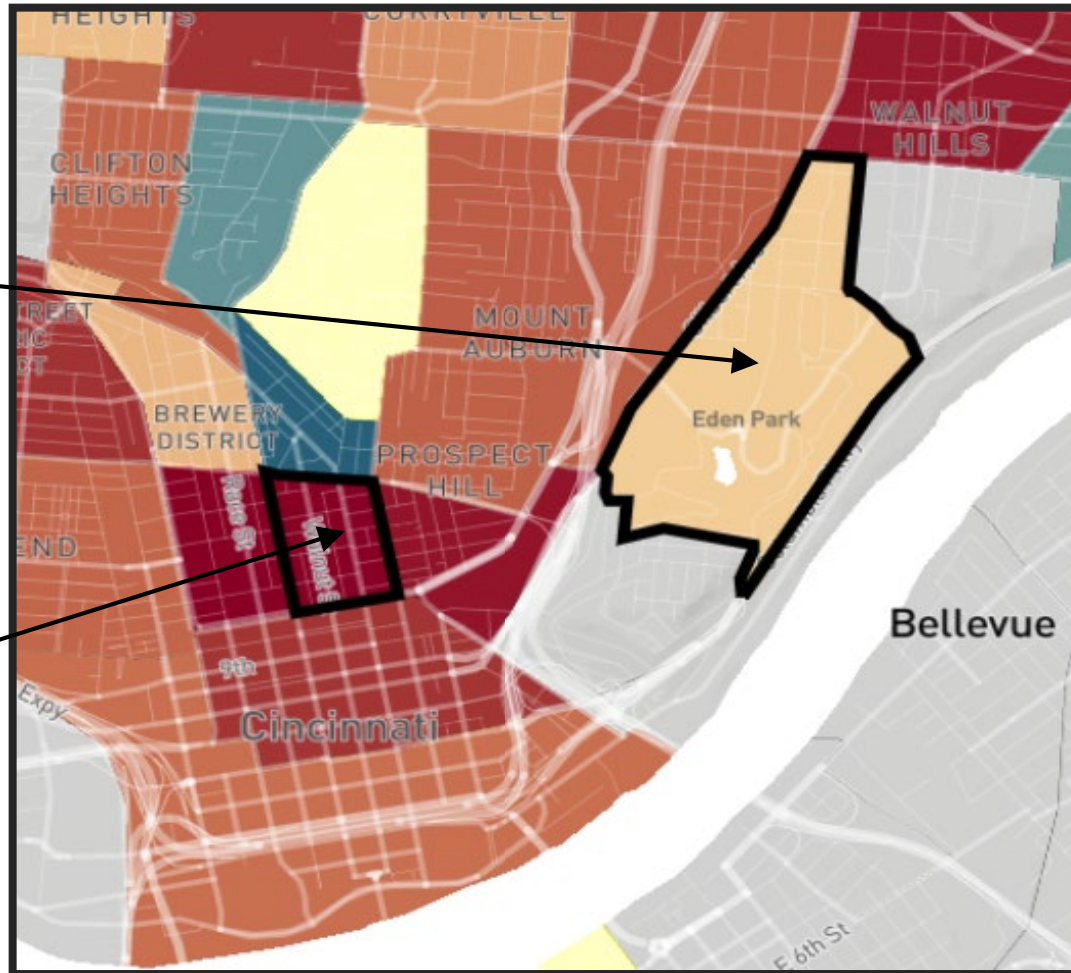 HEIGHTS
CORRYVILLE
WALNUT
HILLS
CLIFTON
HEIGHTS
MOUNT
AUBURN
Eden Park
BREWERY
DISTRICT
PROSPECT
HILL
Race St
END
Bellevue
9th
Expy
Cincinnati
E 6th St